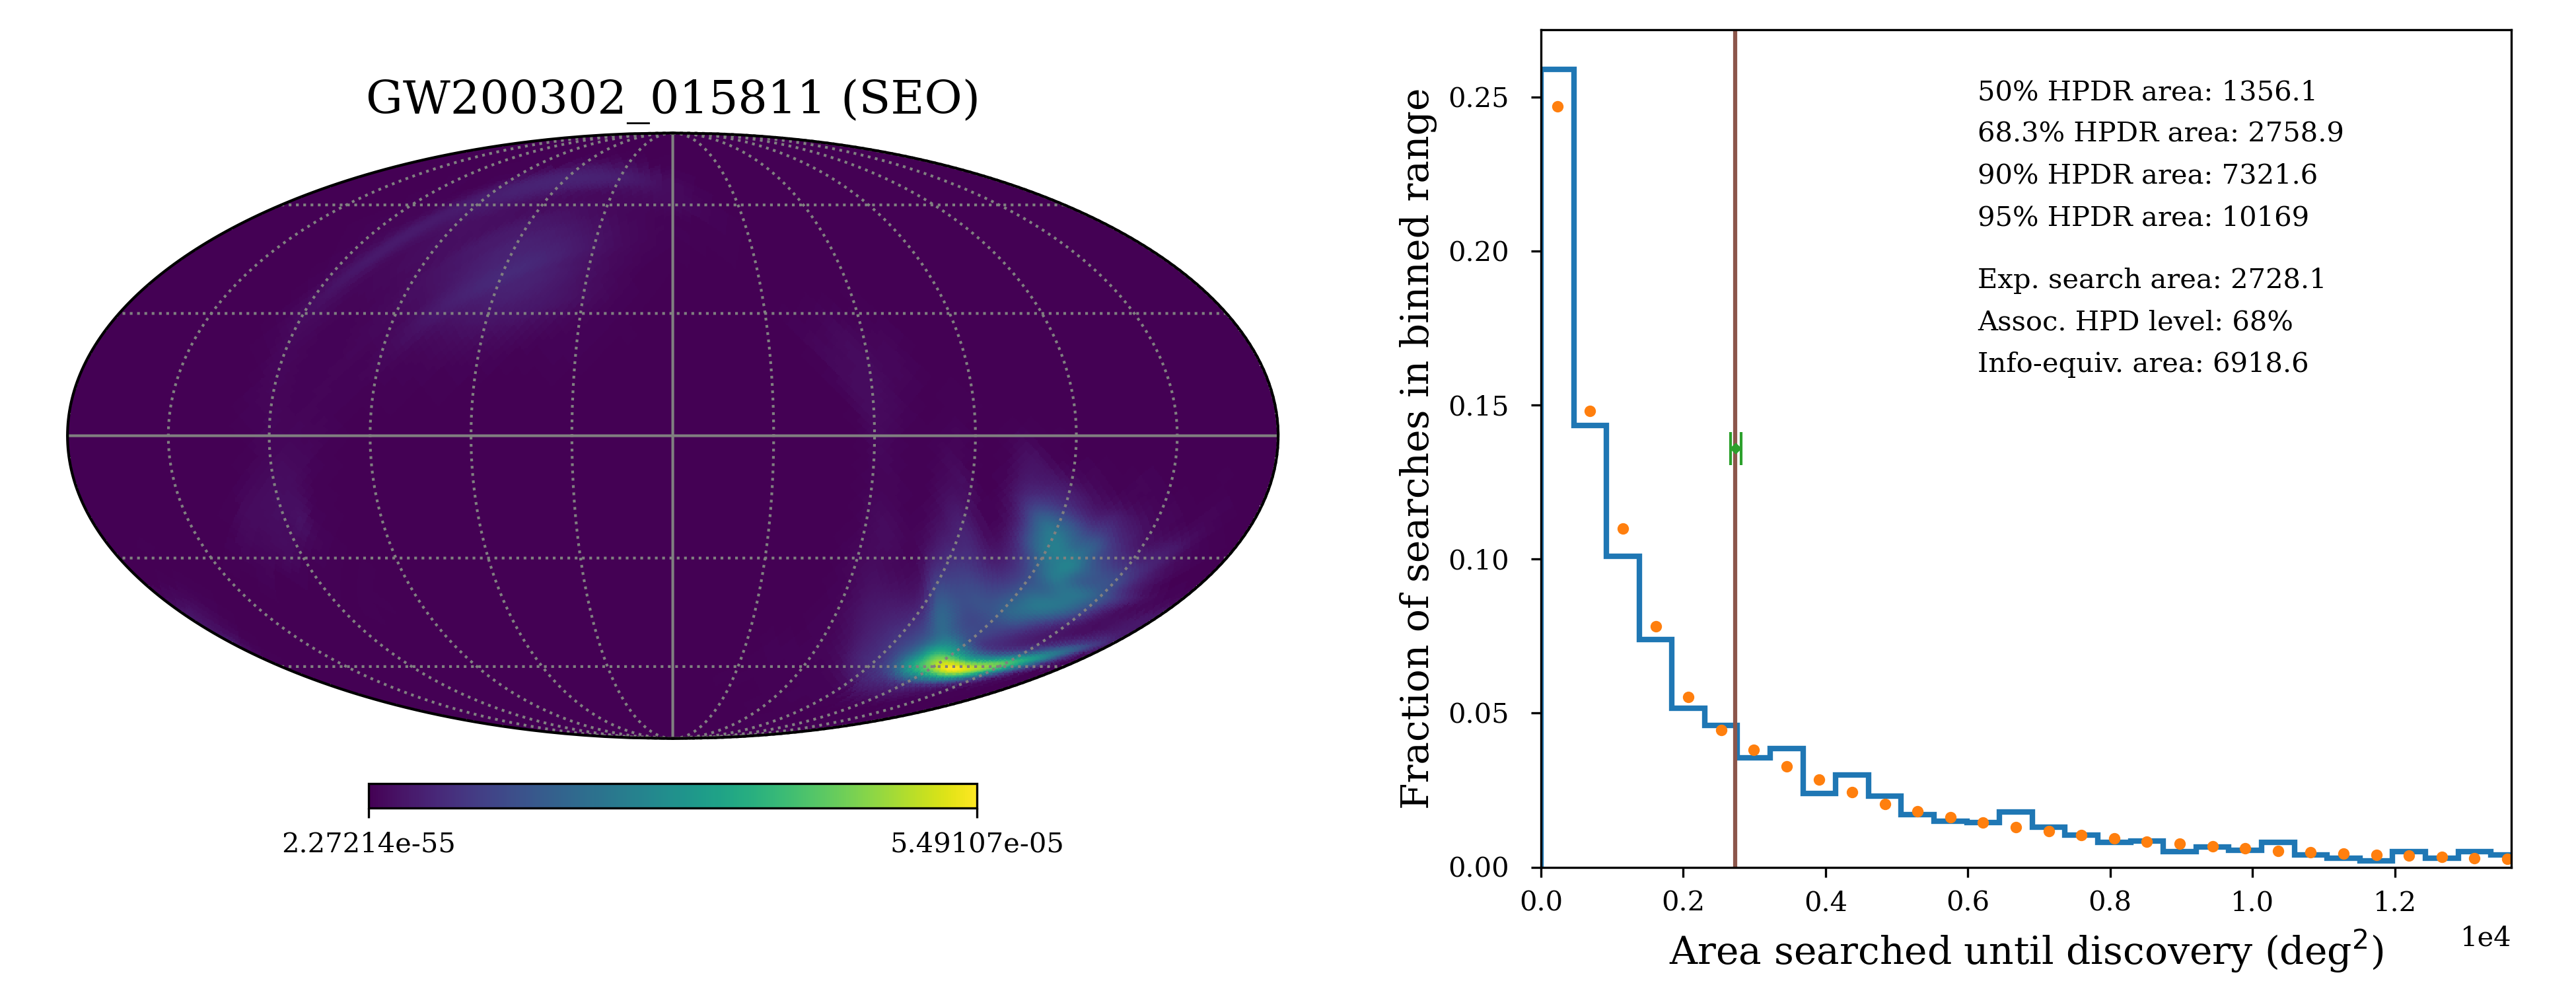 GW200302_015811 (SEO)
2.27214e-55
5.49107e-05
Fraction of searches in binned range
0.25
0.20
0.15
0.10
0.05
0.00
50% HPDR area: 1356.1
68.3% HPDR area: 2758.9
90% HPDR area: 7321.6
95% HPDR area: 10169
Exp. search area: 2728.1
Assoc. HPD level: 68%
Info-equiv. area: 6918.6
0.0 0.2 0.4 0.6 0.8 1.0 1.2
1e4
Area searched until discovery (deg²)